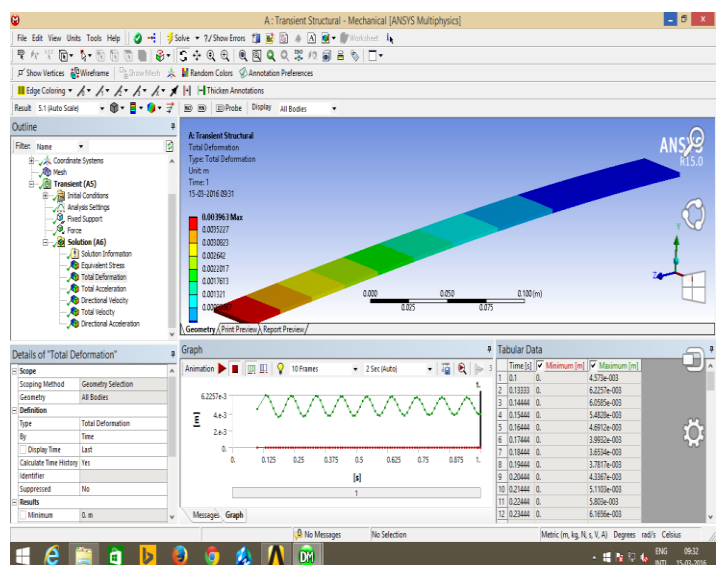 A : Transient Structural - Mechanical [ANSYS Multiphysics]
File Edit View Units Tools Help Solve ?/ Show Errors Worksheet
Show Vertices Wireframe Show Mesh Random Colors Annotation Preferences
Edge Coloring Thicken Annotations
Result 5.1 (Auto Scale) Probe Display All Bodies
Outline
Filter: Name
Coordinate Systems
Mesh
Transient (A5)
Initial Conditions
Analysis Settings
Fixed Support
Force
Solution (A6)
Solution Information
Equivalent Stress
Total Deformation
Total Acceleration
Directional Velocity
Total Velocity
Directional Acceleration
A: Transient Structural
Total Deformation
Type: Total Deformation
Unit: m
Time: 1
15-03-2016 09:31
0.003963 Max
0.0035227
0.0030823
0.002642
0.0022017
0.0017613
0.001321
ANSYS
R15.0
Y
Z
0.000 0.050 0.100 (m)
0.025 0.075
Geometry Print Preview Report Preview
Details of "Total Deformation"
Scope
Scoping Method Geometry Selection
Geometry All Bodies
Definition
Type Total Deformation
By Time
Display Time Last
Calculate Time History Yes
Identifier
Suppressed No
Results
Minimum 0. m
Graph
Animation 10 Frames 2 Sec (Auto) 3
1.
6.2257e-3
4.e-3
2.e-3
0.
[m]
0. 0.125 0.25 0.375 0.5 0.625 0.75 0.875 1.
[s]
1
Messages Graph
Tabular Data
Time [s] Minimum [m] Maximum [m]
1 0.1 0. 4.573e-003
2 0.13333 0. 6.2257e-003
3 0.14444 0. 6.0585e-003
4 0.15444 0. 5.4828e-003
5 0.16444 0. 4.6912e-003
6 0.17444 0. 3.9932e-003
7 0.18444 0. 3.6534e-003
8 0.19444 0. 3.7817e-003
9 0.20444 0. 4.3367e-003
10 0.21444 0. 5.1103e-003
11 0.22444 0. 5.803e-003
12 0.23444 0. 6.1656e-003
No Messages No Selection Metric (m, kg, N, s, V, A) Degrees rad/s Celsius
DM
ENG 09:32
INTL 15-03-2016